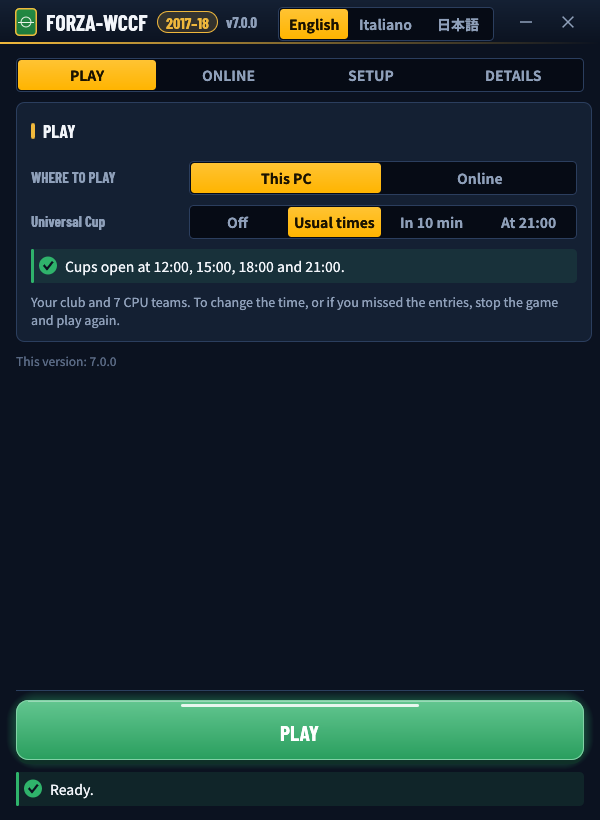 FORZA-WCCF 2017-18 v7.0.0 English Italiano 日本語
PLAY ONLINE SETUP DETAILS
PLAY
WHERE TO PLAY This PC Online
Universal Cup Off Usual times In 10 min At 21:00
Cups open at 12:00, 15:00, 18:00 and 21:00.
Your club and 7 CPU teams. To change the time, or if you missed the entries, stop the game
and play again.
This version: 7.0.0
PLAY
Ready.